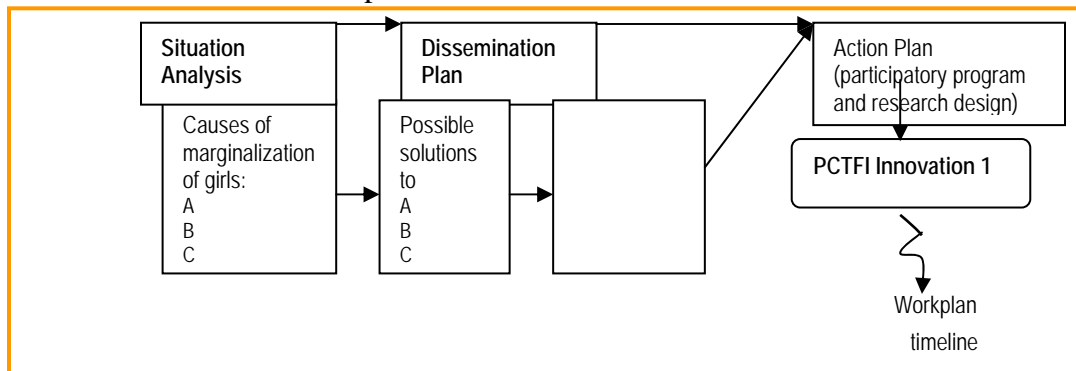 Situation
Analysis
Dissemination
Plan
Action Plan
(participatory program
and research design)
Causes of
marginalization
of girls:
A
B
C
Possible
solutions
to
A
B
C
PCTFI Innovation 1
Workplan
timeline